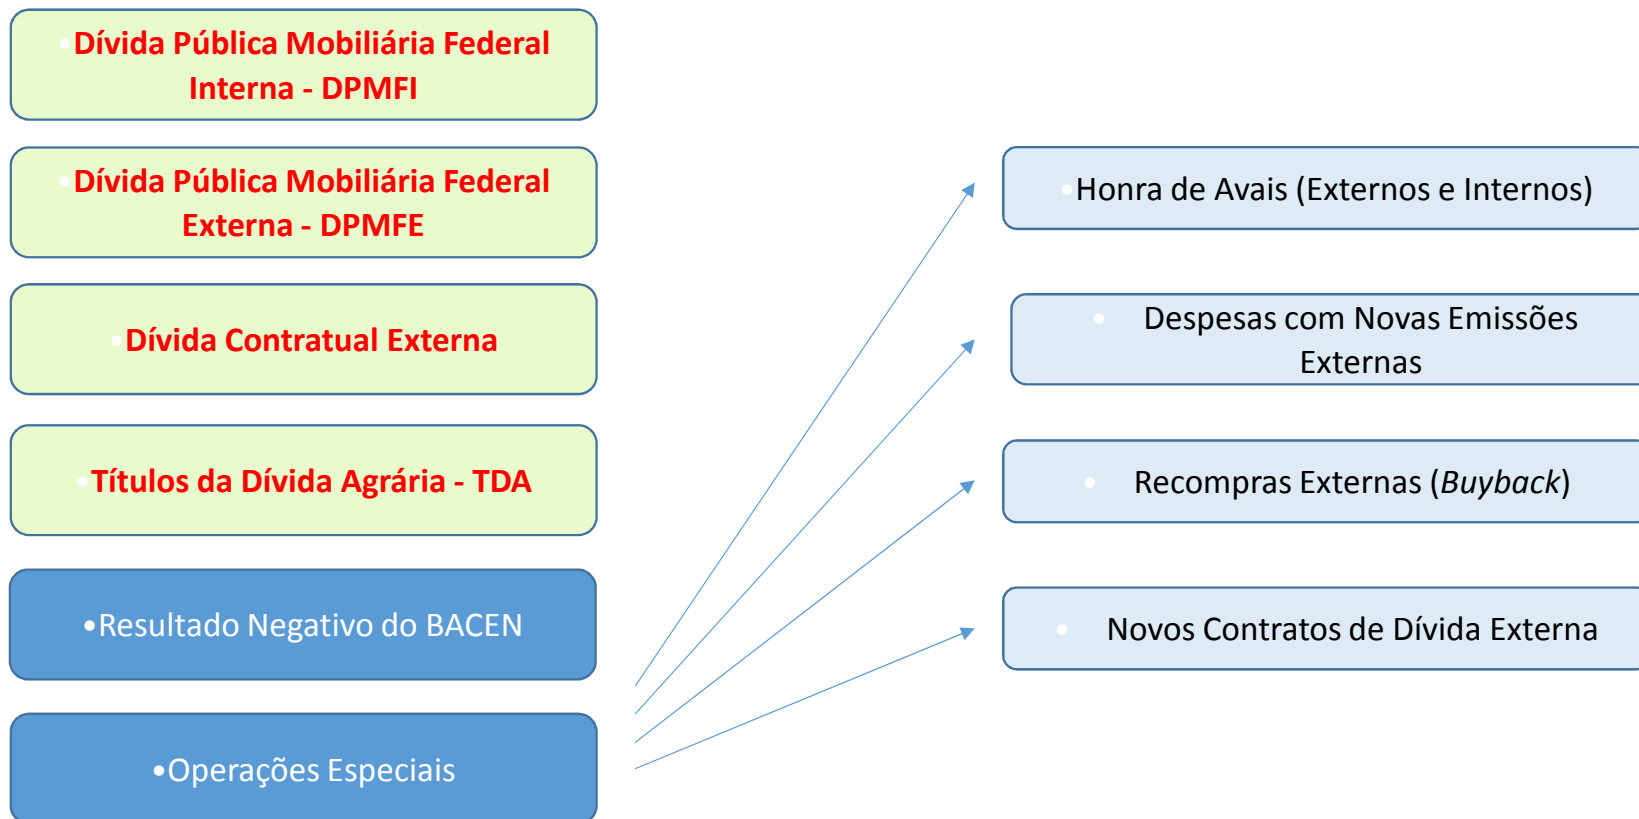 •Dívida Pública Mobiliária Federal
Interna - DPMFI
•Dívida Pública Mobiliária Federal
Externa - DPMFE
•Dívida Contratual Externa
•Títulos da Dívida Agrária - TDA
•Resultado Negativo do BACEN
•Operações Especiais
•Honra de Avais (Externos e Internos)
• Despesas com Novas Emissões
Externas
• Recompras Externas (Buyback)
• Novos Contratos de Dívida Externa